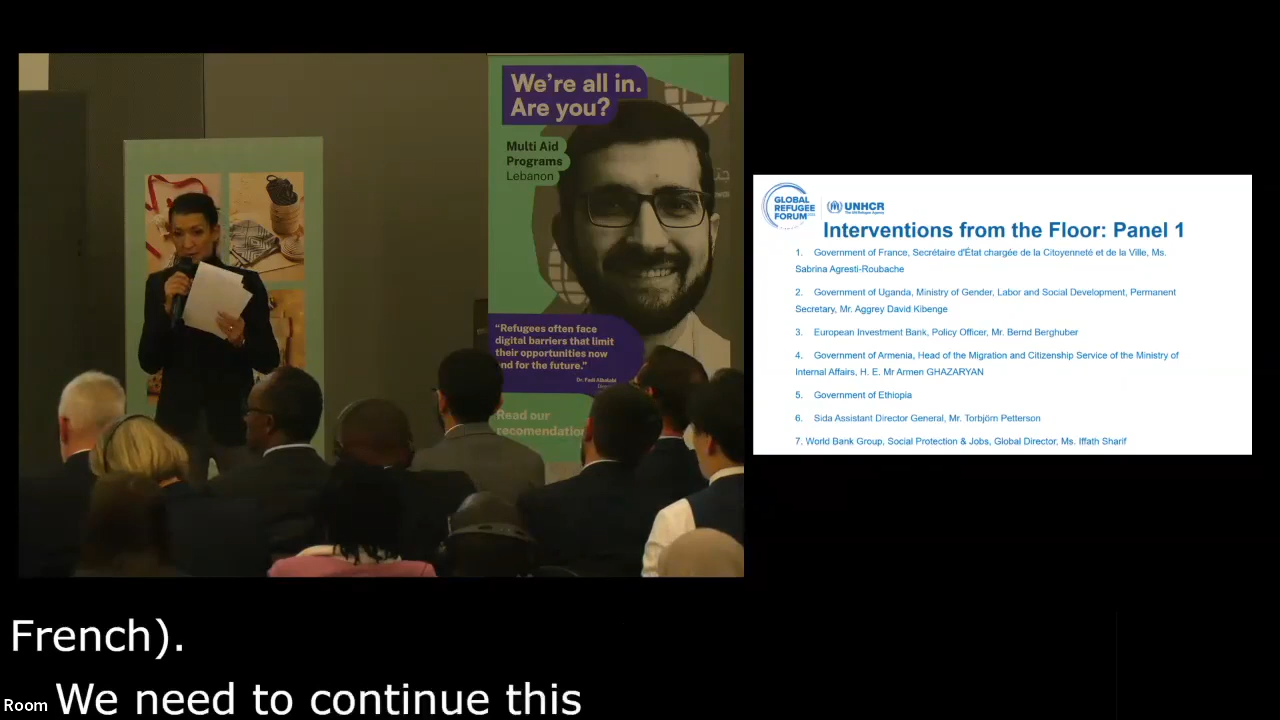 We're all in.
Are you?
Multi Aid
Programs
Lebanon
"Refugees often face
digital barriers that limit
their opportunities now
and for the future."
Read our
GLOBAL
REFUGEE
FORUM
UNHCR
The UN Refugee Agency
Interventions from the Floor: Panel 1
1. Government of France, Secrétaire d'État chargée de la Citoyenneté et de la Ville, Ms.
Sabrina Agresti-Roubache
2. Government of Uganda, Ministry of Gender, Labor and Social Development, Permanent
Secretary, Mr. Aggrey David Kibenge
3. European Investment Bank, Policy Officer, Mr. Bernd Berghuber
4. Government of Armenia, Head of the Migration and Citizenship Service of the Ministry of
Internal Affairs, H. E. Mr Armen GHAZARYAN
5. Government of Ethiopia
6. Sida Assistant Director General, Mr. Torbjörn Petterson
7. World Bank Group, Social Protection & Jobs, Global Director, Ms. Iffath Sharif
French).
Room We need to continue this